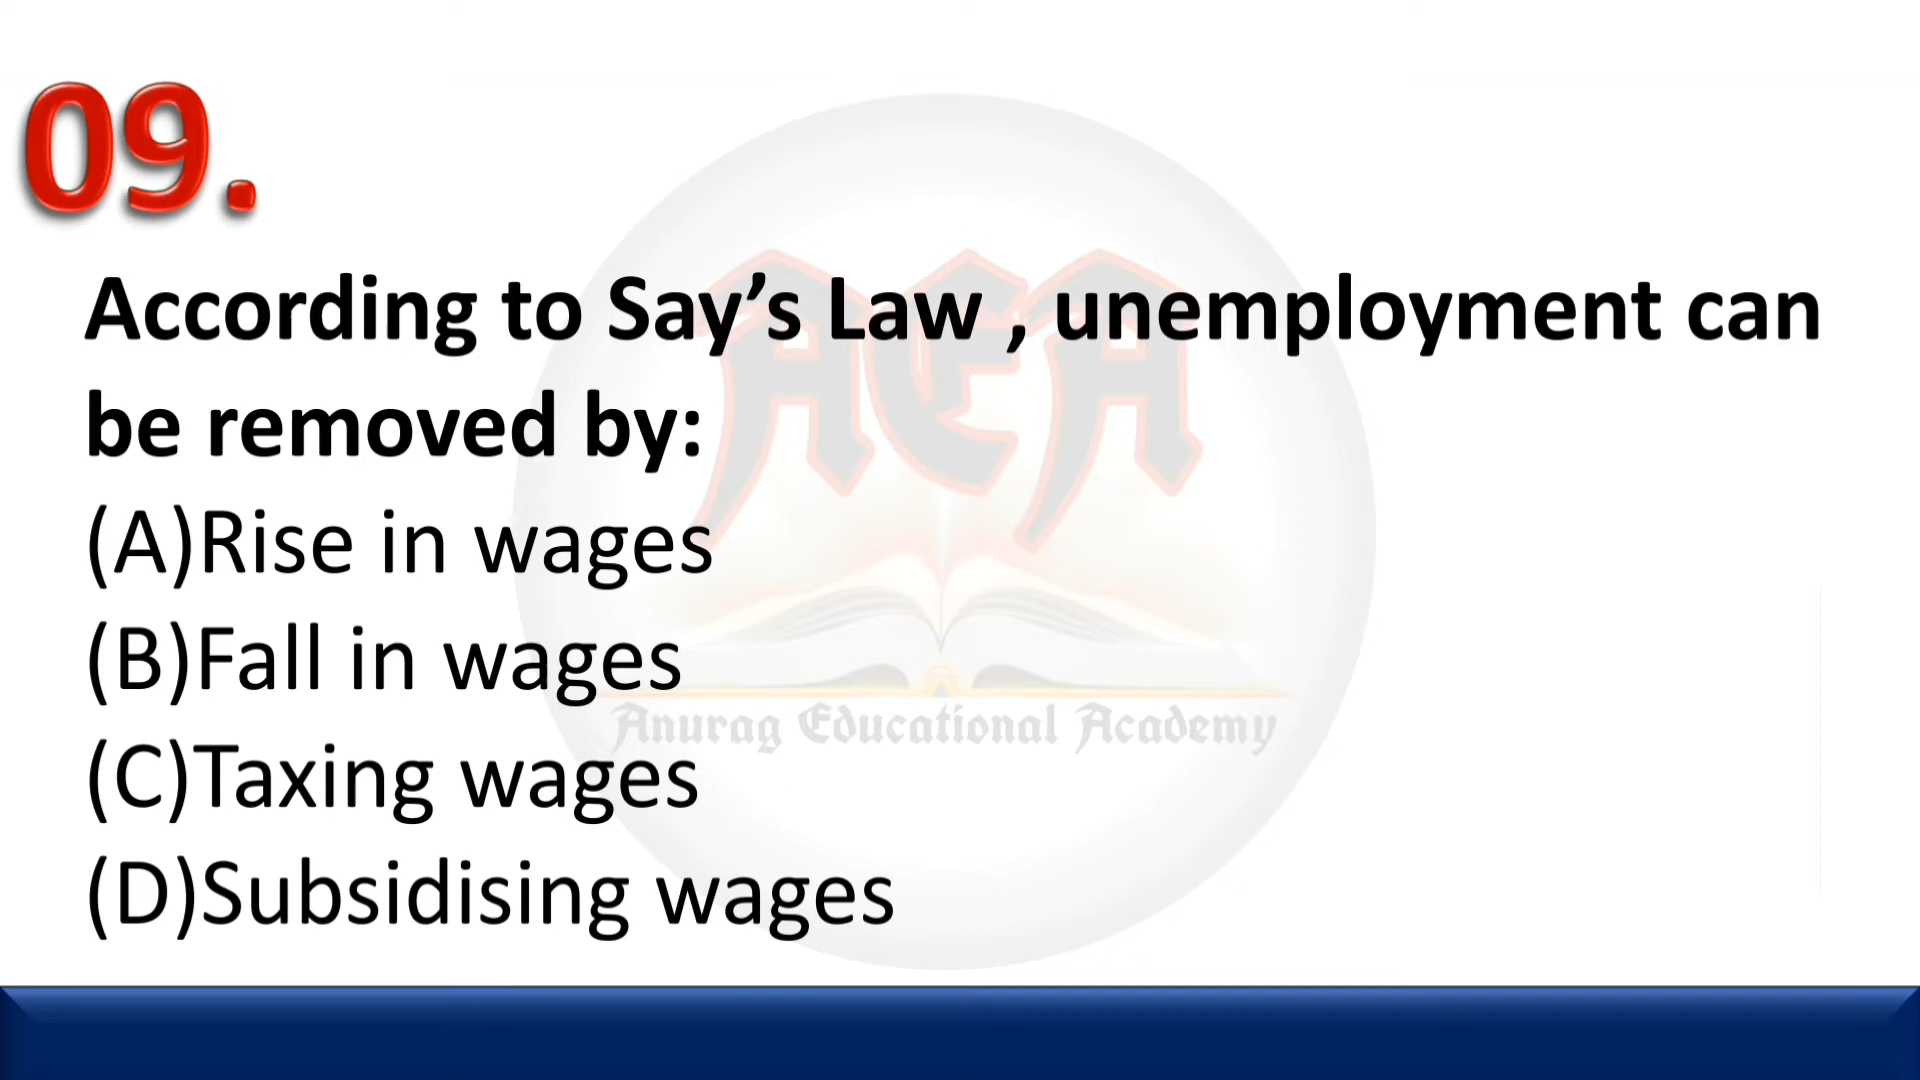 09.
According to Say’s Law , unemployment can
be removed by:
(A)Rise in wages
(B)Fall in wages
(C)Taxing wages
(D)Subsidising wages
AEA
Anurag Educational Academy